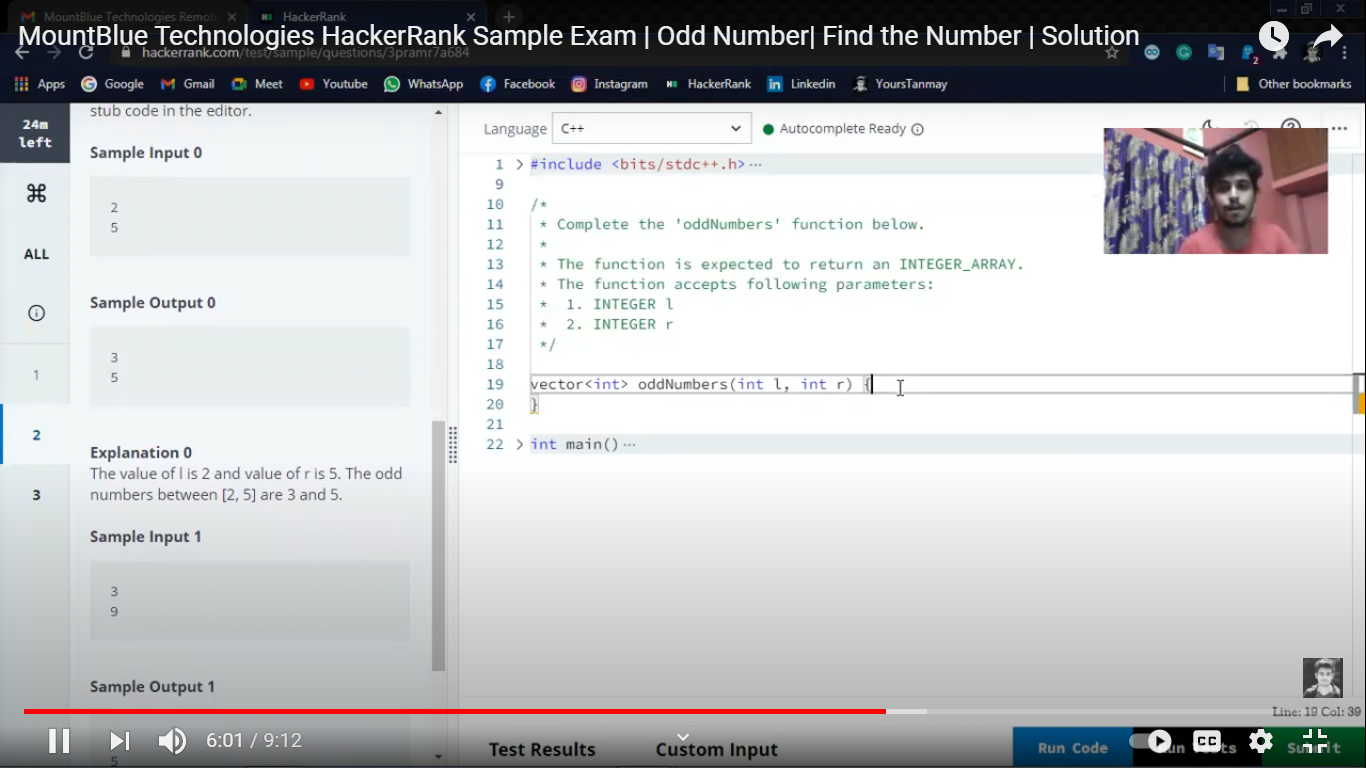 MountBlue Technologies Remot
HackerRank
MountBlue Technologies HackerRank Sample Exam | Odd Number| Find the Number | Solution
hackerrank.com/test/sample/questions/3pramr7a684
Apps Google Gmail Meet Youtube WhatsApp Facebook Instagram HackerRank Linkedin YoursTanmay Other bookmarks
24m
left
ALL
1
2
3
stub code in the editor.
Sample Input 0
2
5
Sample Output 0
3
5
Explanation 0
The value of l is 2 and value of r is 5. The odd
numbers between [2, 5] are 3 and 5.
Sample Input 1
3
9
Sample Output 1
5
Language C++ Autocomplete Ready
1 #include <bits/stdc++.h>
9
10 /*
11 * Complete the 'oddNumbers' function below.
12 *
13 * The function is expected to return an INTEGER_ARRAY.
14 * The function accepts following parameters:
15 * 1. INTEGER l
16 * 2. INTEGER r
17 */
18
19 vector<int> oddNumbers(int l, int r) {
20 }
21
22 int main()
Line: 19 Col: 39
6:01 / 9:12
Test Results Custom Input Run Code CC